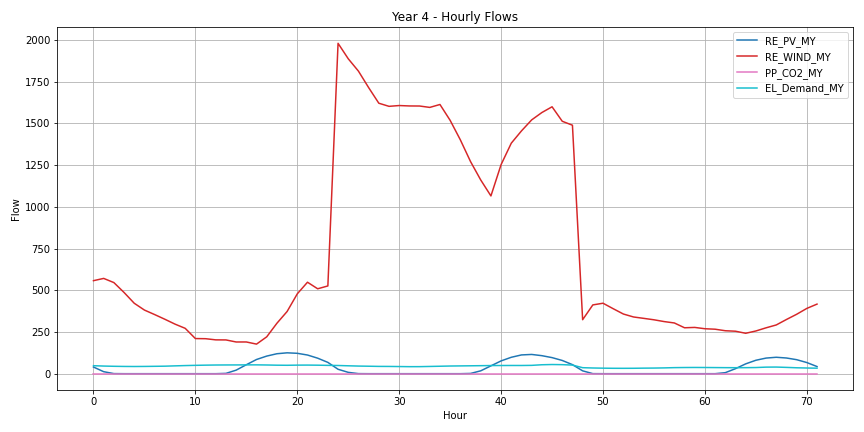 Year 4 - Hourly Flows
RE_PV_MY
RE_WIND_MY
PP_CO2_MY
EL_Demand_MY
2000
1750
1500
1250
1000
750
500
250
0
Flow
0 10 20 30 40 50 60 70
Hour